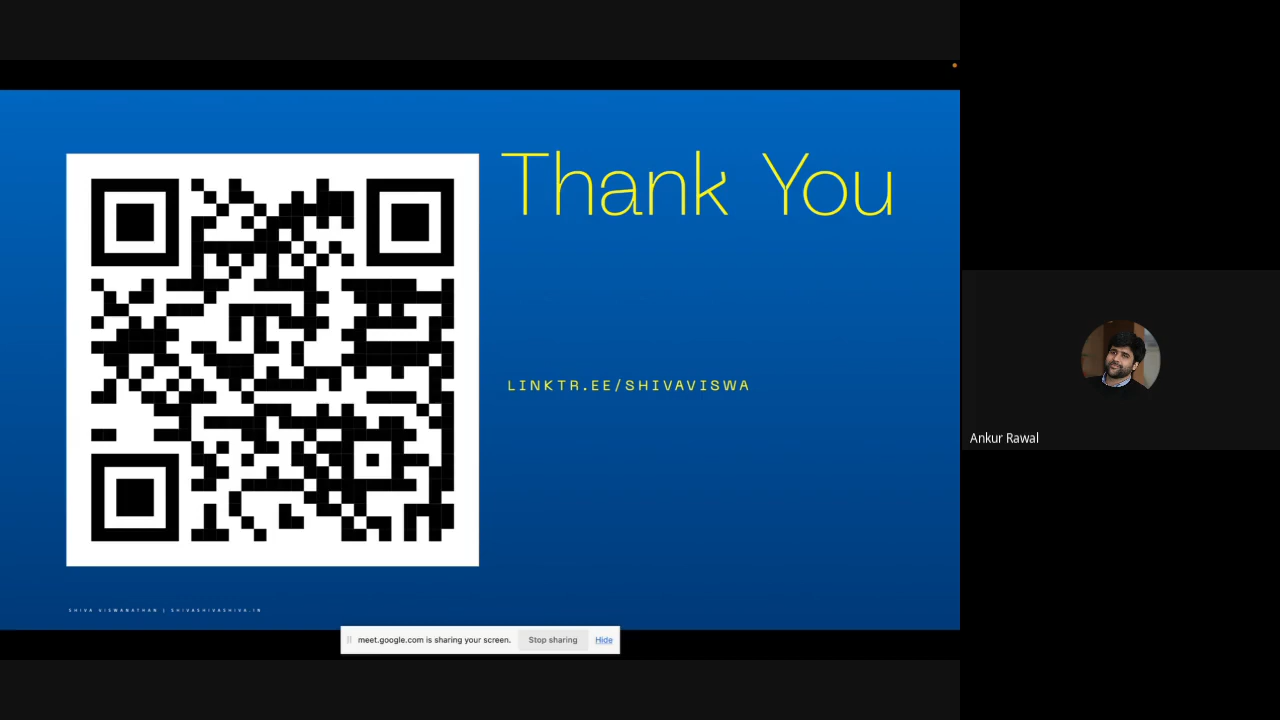 Thank You
LINKTR.EE/SHIVAVISWA
SHIVA VISWANATHAN | SHIVASHIVASHIVA.IN
meet.google.com is sharing your screen. Stop sharing Hide
Ankur Rawal